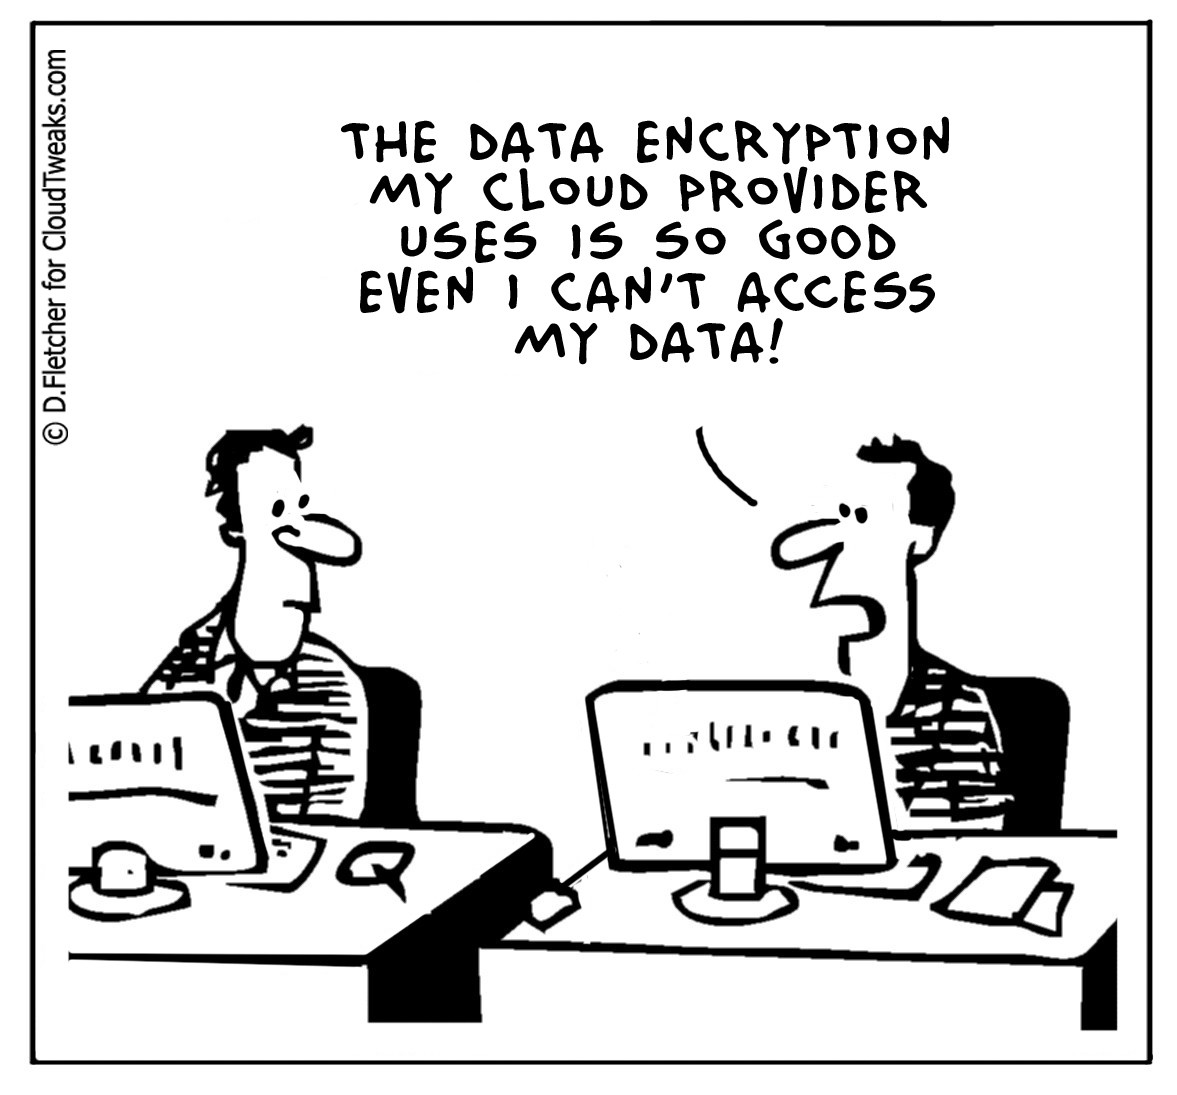 © D.Fletcher for CloudTweaks.com
THE DATA ENCRYPTION
MY CLOUD PROVIDER
USES IS SO GOOD
EVEN I CAN'T ACCESS
MY DATA!